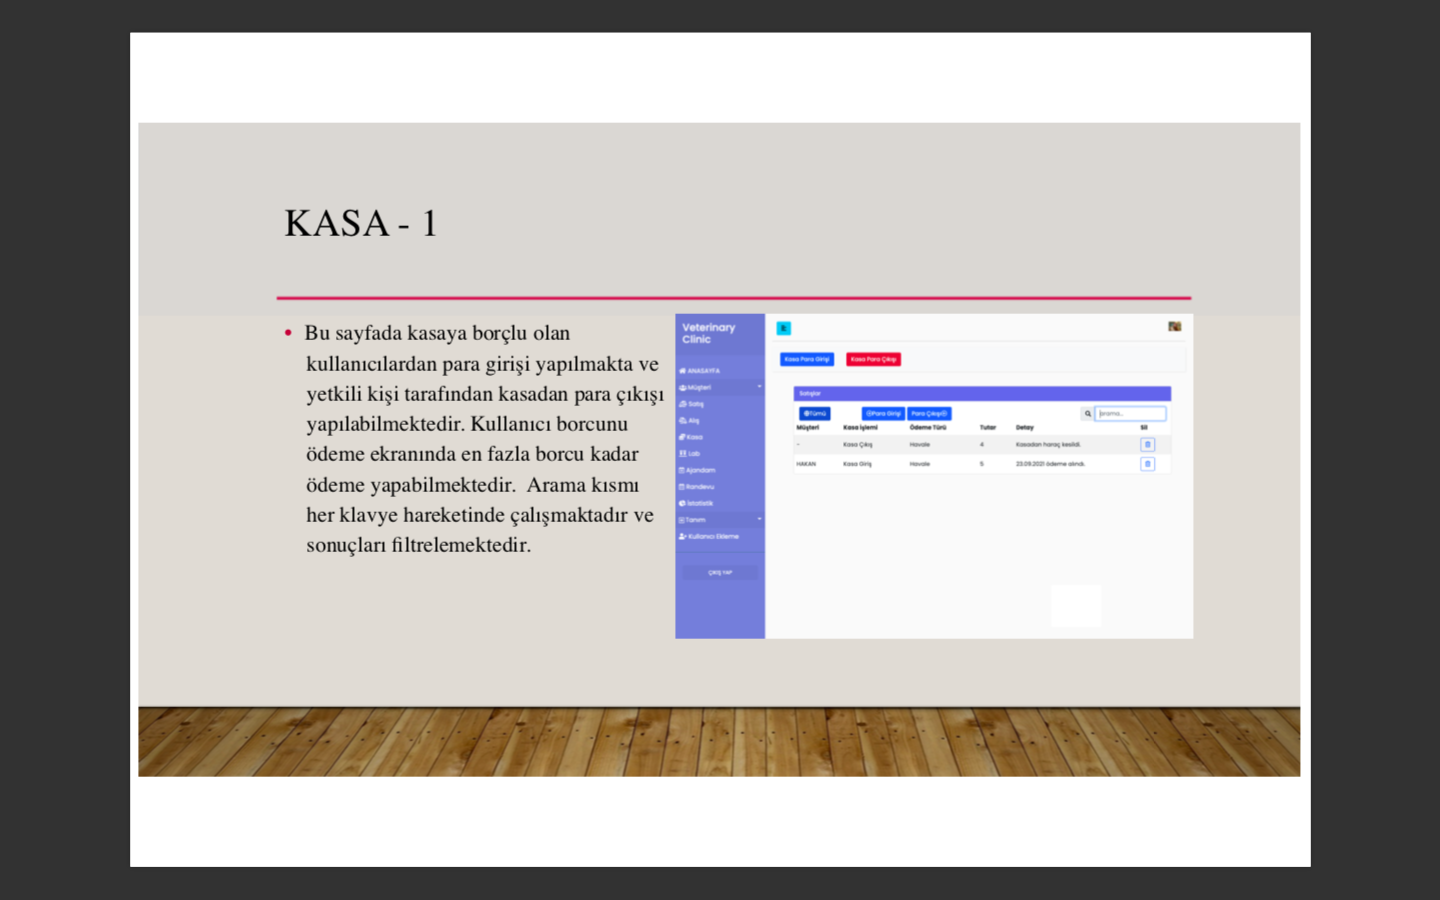 KASA - 1
• Bu sayfada kasaya borçlu olan
kullanıcılardan para girişi yapılmakta ve
yetkili kişi tarafından kasadan para çıkışı
yapılabilmektedir. Kullanıcı borcunu
ödeme ekranında en fazla borcu kadar
ödeme yapabilmektedir. Arama kısmı
her klavye hareketinde çalışmaktadır ve
sonuçları filtrelemektedir.
Veterinary
Clinic
ANASAYFA
Müşteri
Satış
Alış
Kasa
Lab
Ajandam
Randevu
İstatistik
Tanım
Kullanıcı Ekleme
ÇIKIŞ YAP
Kasa Para Girişi Kasa Para Çıkışı
Satışlar
Tümü Para Girişi Para Çıkışı arama..
Müşteri Kasa İşlemi Ödeme Türü Tutar Detay Sil
- Kasa Çıkış Havale 4 Kasadan haraç kesildi.
HAKAN Kasa Giriş Havale 5 23.09.2021 ödeme alındı.